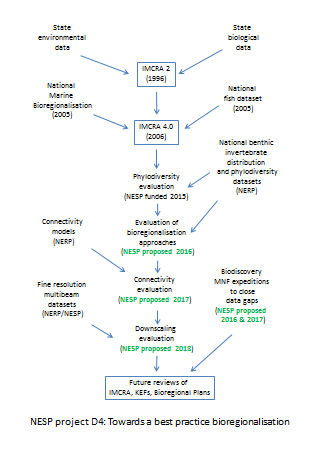 State
environmental
data
State
biological
data
IMCRA 2
(1996)
National
Marine
Bioregionalisation
(2005)
National
fish dataset
(2005)
IMCRA 4.0
(2006)
National benthic
invertebrate
distribution
and phylodiversity
datasets
(NERP)
Phylodiversity
evaluation
(NESP funded 2015)
Connectivity
models
(NERP)
Evaluation of
bioregionalisation
approaches
(NESP proposed 2016)
Biodiscovery
MNF expeditions
to close
data gaps
(NESP proposed
2016 & 2017)
Connectivity
evaluation
(NESP proposed 2017)
Fine resolution
multibeam
datasets
(NERP/NESP)
Downscaling
evaluation
(NESP proposed 2018)
Future reviews of
IMCRA, KEFs, Bioregional Plans
NESP project D4: Towards a best practice bioregionalisation